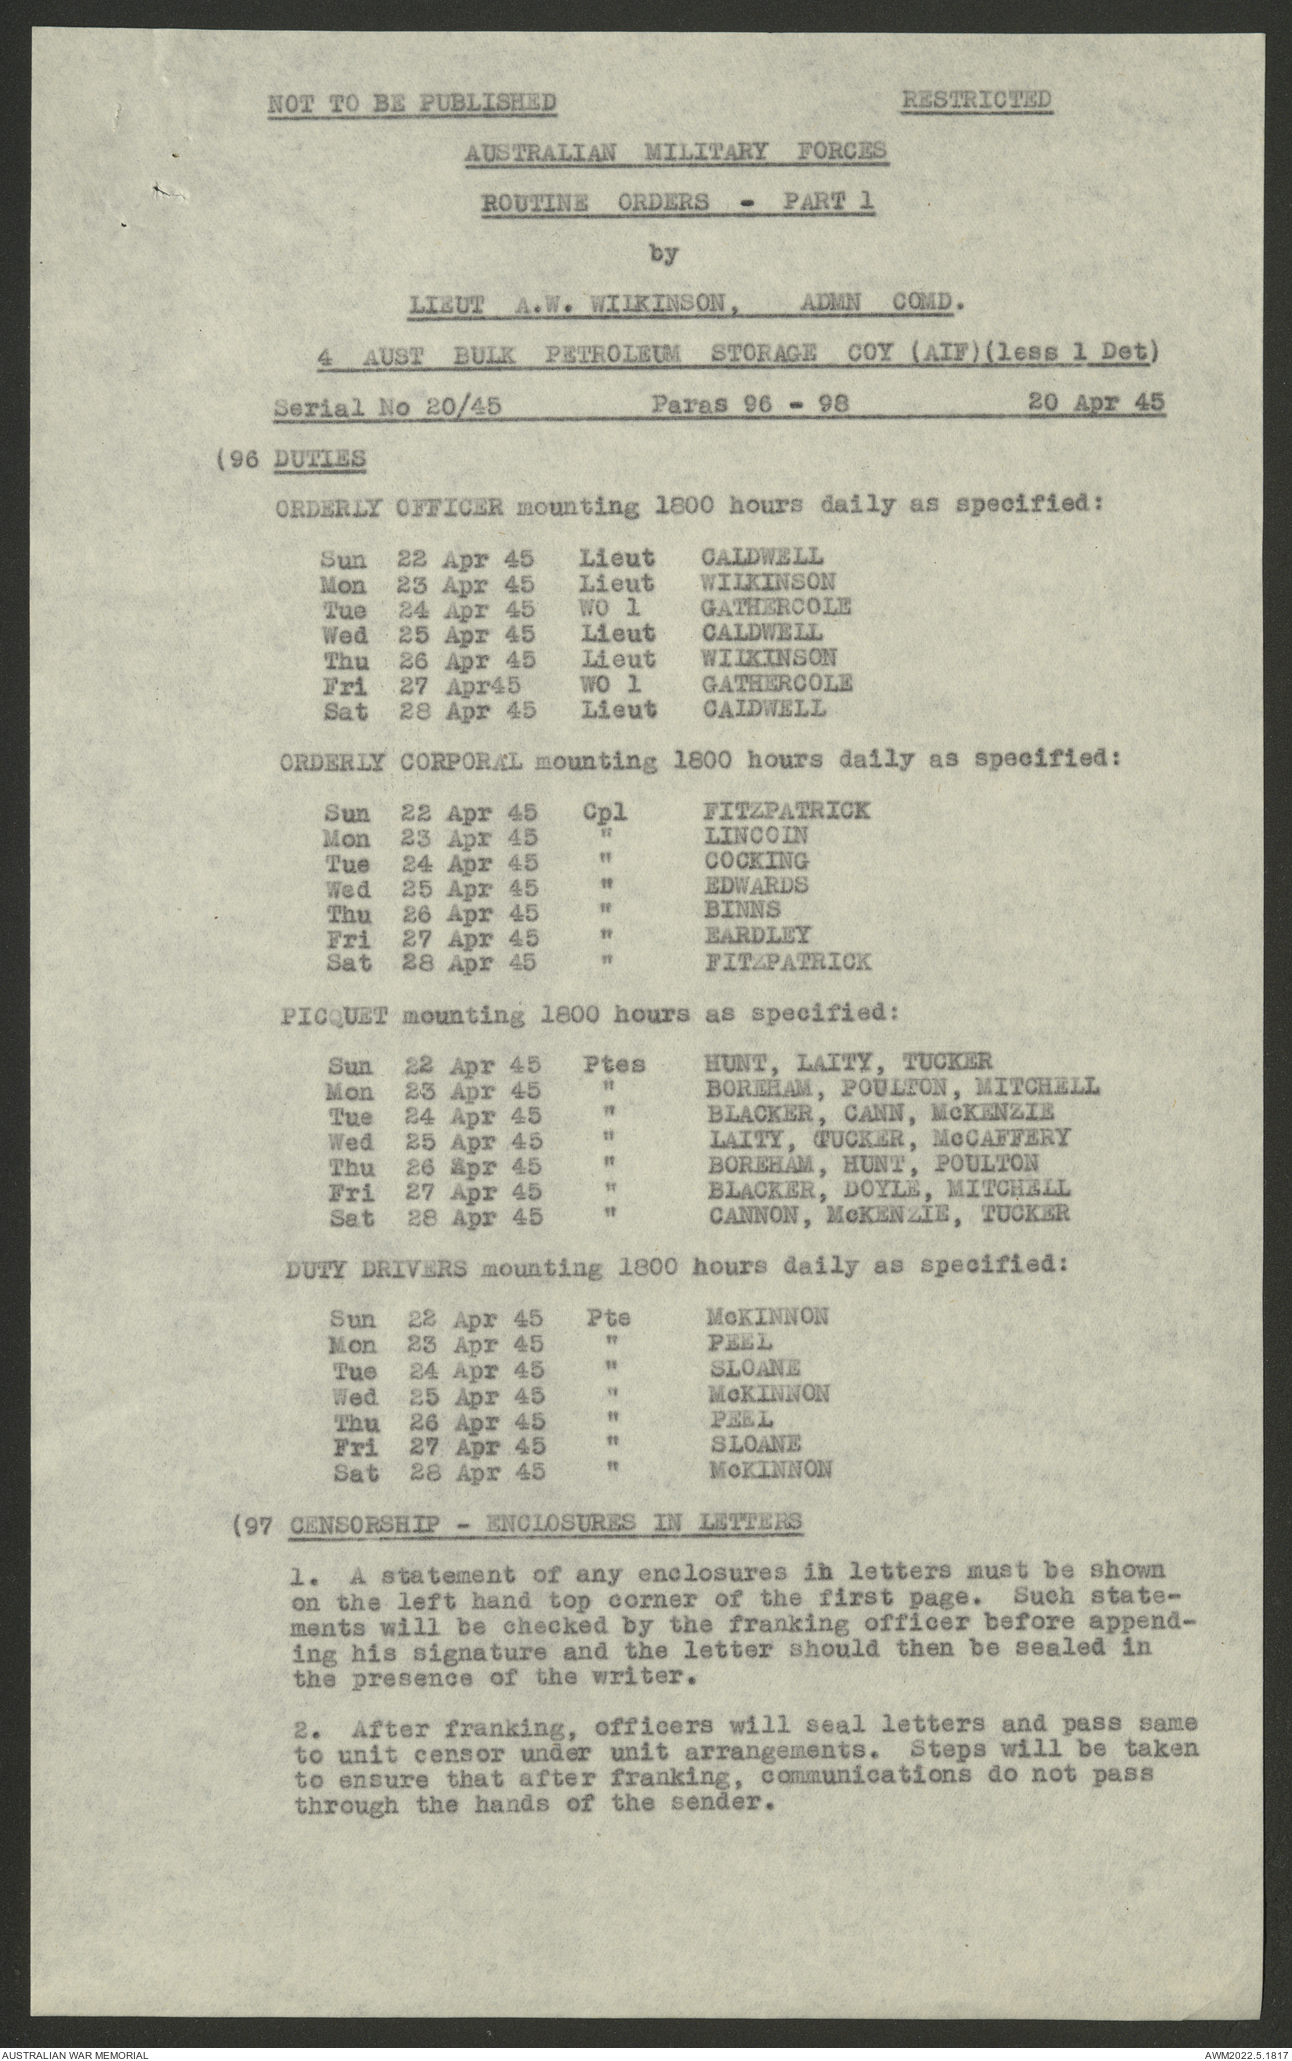 NOT TO BE PUBLISHED RESTRICTED
AUSTRALIAN MILITARY FORCES
ROUTINE ORDERS - PART 1
by
LIEUT A.W. WILKINSON, ADMN COMD.
4 AUST BULK PETROLEUM STORAGE COY (AIF)(less 1 Det)
Serial No 20/45 Paras 96 - 98 20 Apr 45
(96 DUTIES
ORDERLY OFFICER mounting 1800 hours daily as specified:
Sun 22 Apr 45 Lieut CALDWELL
Mon 23 Apr 45 Lieut WILKINSON
Tue 24 Apr 45 WO 1 GATHERCOLE
Wed 25 Apr 45 Lieut CALDWELL
Thu 26 Apr 45 Lieut WILKINSON
Fri 27 Apr45 WO 1 GATHERCOLE
Sat 28 Apr 45 Lieut CALDWELL
ORDERLY CORPORAL mounting 1800 hours daily as specified:
Sun 22 Apr 45 Cpl FITZPATRICK
Mon 23 Apr 45 " LINCOLN
Tue 24 Apr 45 " COCKING
Wed 25 Apr 45 " EDWARDS
Thu 26 Apr 45 " BINNS
Fri 27 Apr 45 " EARDLEY
Sat 28 Apr 45 " FITZPATRICK
PICQUET mounting 1800 hours as specified:
Sun 22 Apr 45 Ptes HUNT, LAITY, TUCKER
Mon 23 Apr 45 " BOREHAM, POULTON, MITCHELL
Tue 24 Apr 45 " BLACKER, CANN, McKENZIE
Wed 25 Apr 45 " LAITY, TUCKER, McCAFFERY
Thu 26 Apr 45 " BOREHAM, HUNT, POULTON
Fri 27 Apr 45 " BLACKER, DOYLE, MITCHELL
Sat 28 Apr 45 " CANNON, McKENZIE, TUCKER
DUTY DRIVERS mounting 1800 hours daily as specified:
Sun 22 Apr 45 Pte McKINNON
Mon 23 Apr 45 " PEEL
Tue 24 Apr 45 " SLOANE
Wed 25 Apr 45 " McKINNON
Thu 26 Apr 45 " PEEL
Fri 27 Apr 45 " SLOANE
Sat 28 Apr 45 " McKINNON
(97 CENSORSHIP - ENCLOSURES IN LETTERS
1. A statement of any enclosures in letters must be shown
on the left hand top corner of the first page. Such state-
ments will be checked by the franking officer before append-
ing his signature and the letter should then be sealed in
the presence of the writer.
2. After franking, officers will seal letters and pass same
to unit censor under unit arrangements. Steps will be taken
to ensure that after franking, communications do not pass
through the hands of the sender.
AUSTRALIAN WAR MEMORIAL AWM2022.5.1817